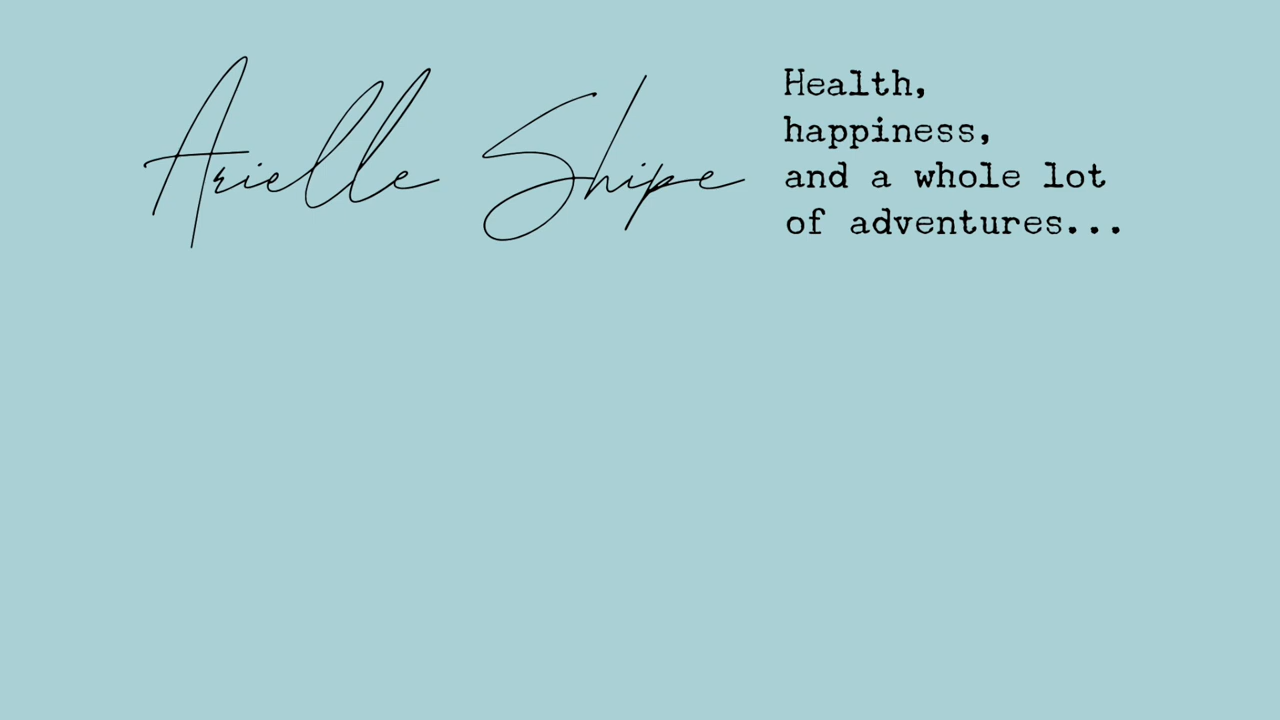 Arielle Shipe
Health,
happiness,
and a whole lot
of adventures...